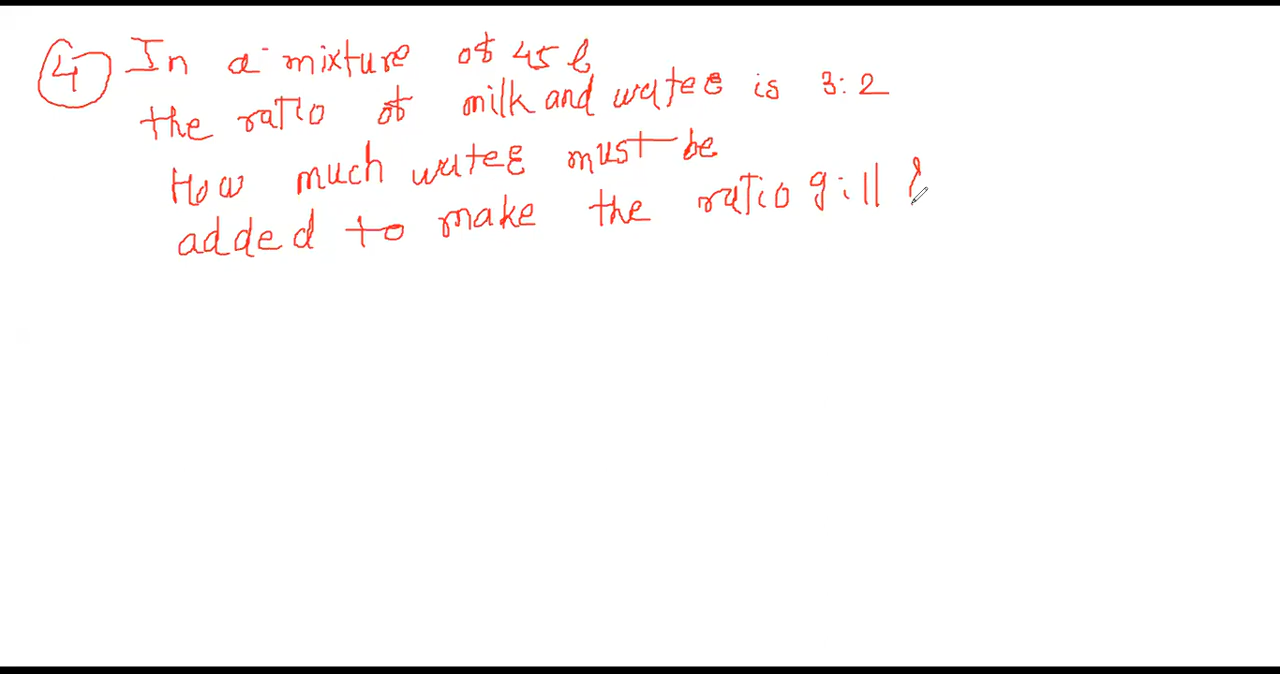 4 In a mixture of 45 l
the ratio of milk and water is 3:2
How much water must be
added to make the ratio 9:11 ?